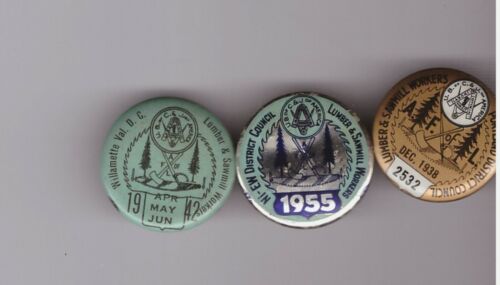 Willamette Val. D. C.
Lumber & Sawmill Workers
19 42
APR
MAY
JUN
DISTRICT COUNCIL
LUMBER & SAWMILL WORKERS
1955
LUMBER & SAWMILL WORKERS
A. F. L.
DEC. 1938
2532
COUNCIL